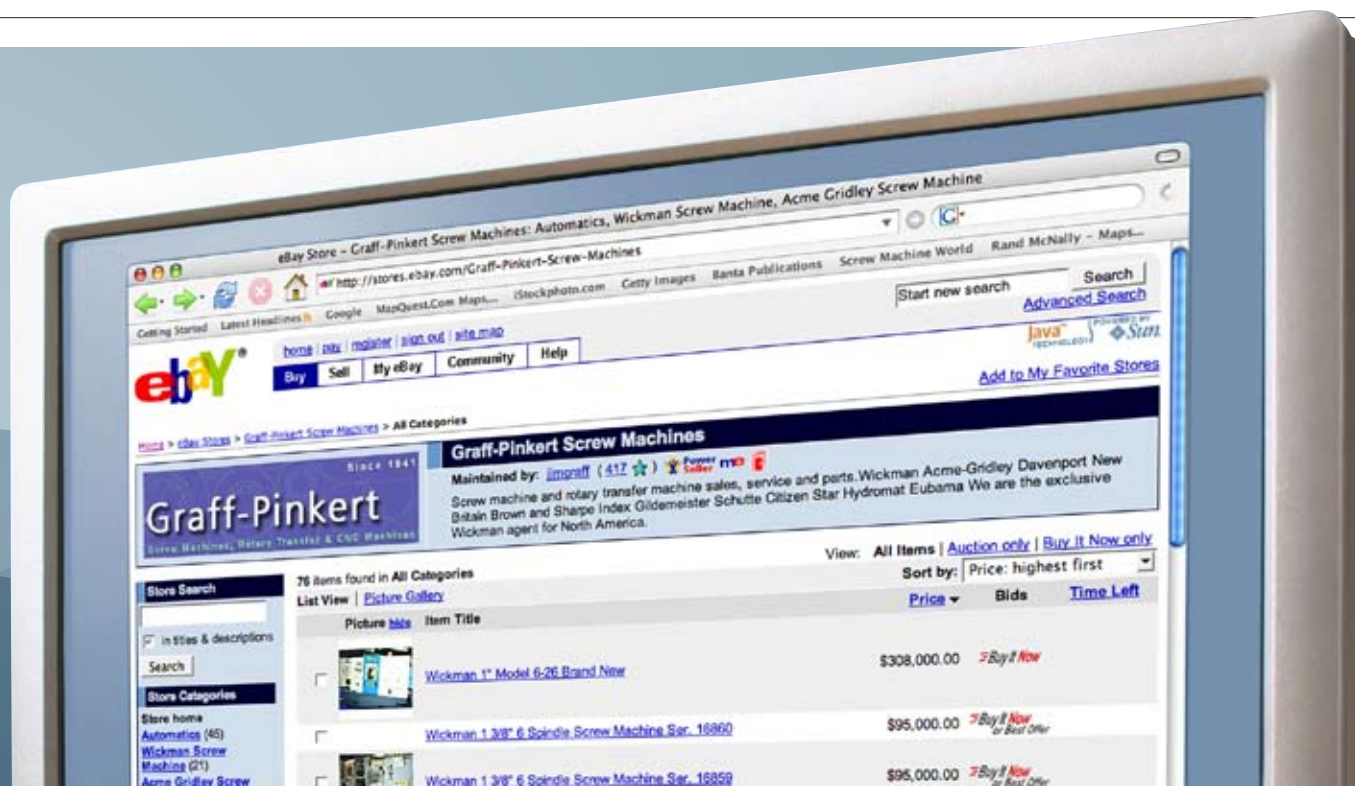 eBay Store – Graff-Pinkert Screw Machines: Automatics, Wickman Screw Machine, Acme Gridley Screw Machine
http://stores.ebay.com/Graff-Pinkert-Screw-Machines
G
Getting Started Latest Headlines Google MapQuest.Com Maps... iStockphoto.com Getty Images Banta Publications Screw Machine World Rand McNally – Maps...
Start new search Search
Advanced Search
home | pay | register | sign out | site map
ebaY®
Buy Sell My eBay Community Help
Java™ TECHNOLOGY POWERED BY Sun
Add to My Favorite Stores
Home > eBay Stores > Graff-Pinkert Screw Machines > All Categories
Since 1941
Graff-Pinkert
Screw Machines, Rotary Transfer & CNC Machines
Graff-Pinkert Screw Machines
Maintained by: jimgraff ( 417 ) Power Seller me
Screw machine and rotary transfer machine sales, service and parts.Wickman Acme-Gridley Davenport New
Britain Brown and Sharpe Index Gildemeister Schutte Citizen Star Hydromat Eubama We are the exclusive
Wickman agent for North America.
View: All Items | Auction only | Buy It Now only
76 items found in All Categories
Sort by: Price: highest first
List View | Picture Gallery
Picture hide Item Title Price Bids Time Left
Store Search
in titles & descriptions
Search
Store Categories
Store home
Automatics (45)
Wickman Screw
Machine (21)
Acme Gridley Screw
Wickman 1" Model 6-26 Brand New $308,000.00 Buy It Now
Wickman 1 3/8" 6 Spindle Screw Machine Ser. 16860 $95,000.00 Buy It Now
or Best Offer
Wickman 1 3/8" 6 Spindle Screw Machine Ser. 16859 $95,000.00 Buy It Now
or Best Offer